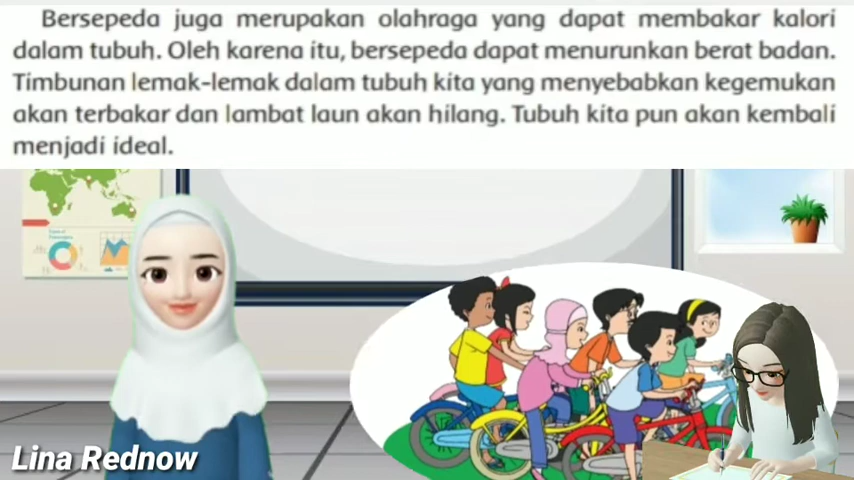 Bersepeda juga merupakan olahraga yang dapat membakar kalori
dalam tubuh. Oleh karena itu, bersepeda dapat menurunkan berat badan.
Timbunan lemak-lemak dalam tubuh kita yang menyebabkan kegemukan
akan terbakar dan lambat laun akan hilang. Tubuh kita pun akan kembali
menjadi ideal.
Lina Rednow